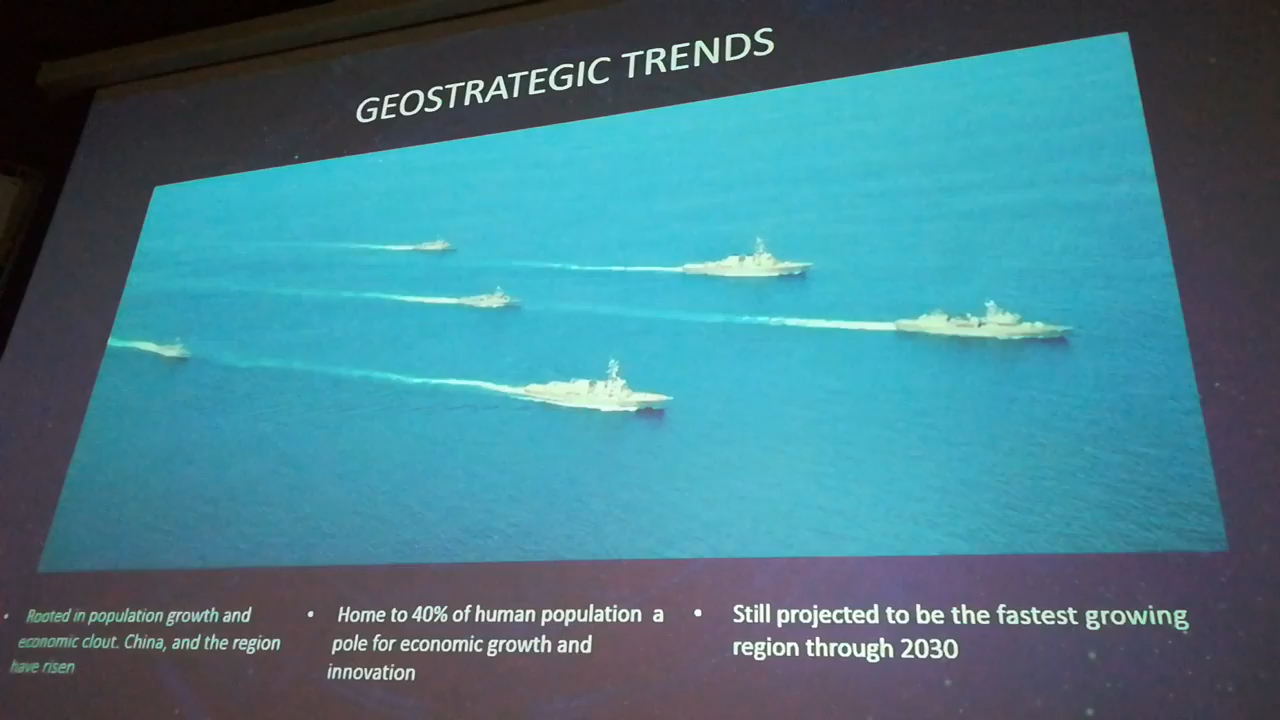 GEOSTRATEGIC TRENDS
• Rooted in population growth and
economic clout. China, and the region
have risen
• Home to 40% of human population a
pole for economic growth and
innovation
• Still projected to be the fastest growing
region through 2030